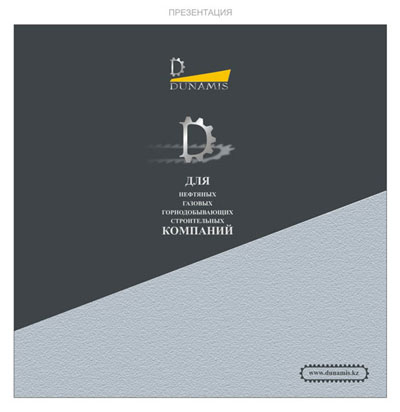 ПРЕЗЕНТАЦИЯ
D
DUNAMIS
D
ДЛЯ
НЕФТЯНЫХ
ГАЗОВЫХ
ГОРНОДОБЫВАЮЩИХ
СТРОИТЕЛЬНЫХ
КОМПАНИЙ
www.dunamis.kz